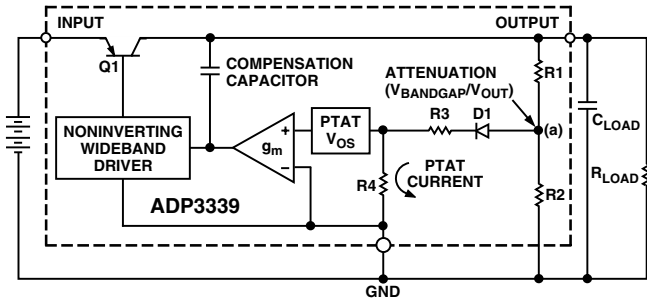 INPUT
OUTPUT
Q1
COMPENSATION
CAPACITOR
ATTENUATION
(VBANDGAP/VOUT)
R1
NONINVERTING
WIDEBAND
DRIVER
gm
+
−
PTAT
VOS
R3
D1
(a)
CLOAD
RLOAD
R4
PTAT
CURRENT
R2
ADP3339
GND